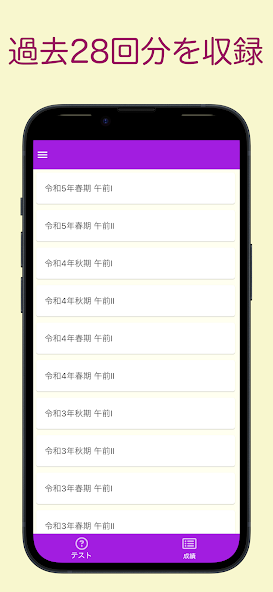 過去28回分を収録
令和5年春期 午前I
令和5年春期 午前II
令和4年秋期 午前I
令和4年秋期 午前II
令和4年春期 午前I
令和4年春期 午前II
令和3年秋期 午前I
令和3年秋期 午前II
令和3年春期 午前I
令和3年春期 午前II
テスト
成績